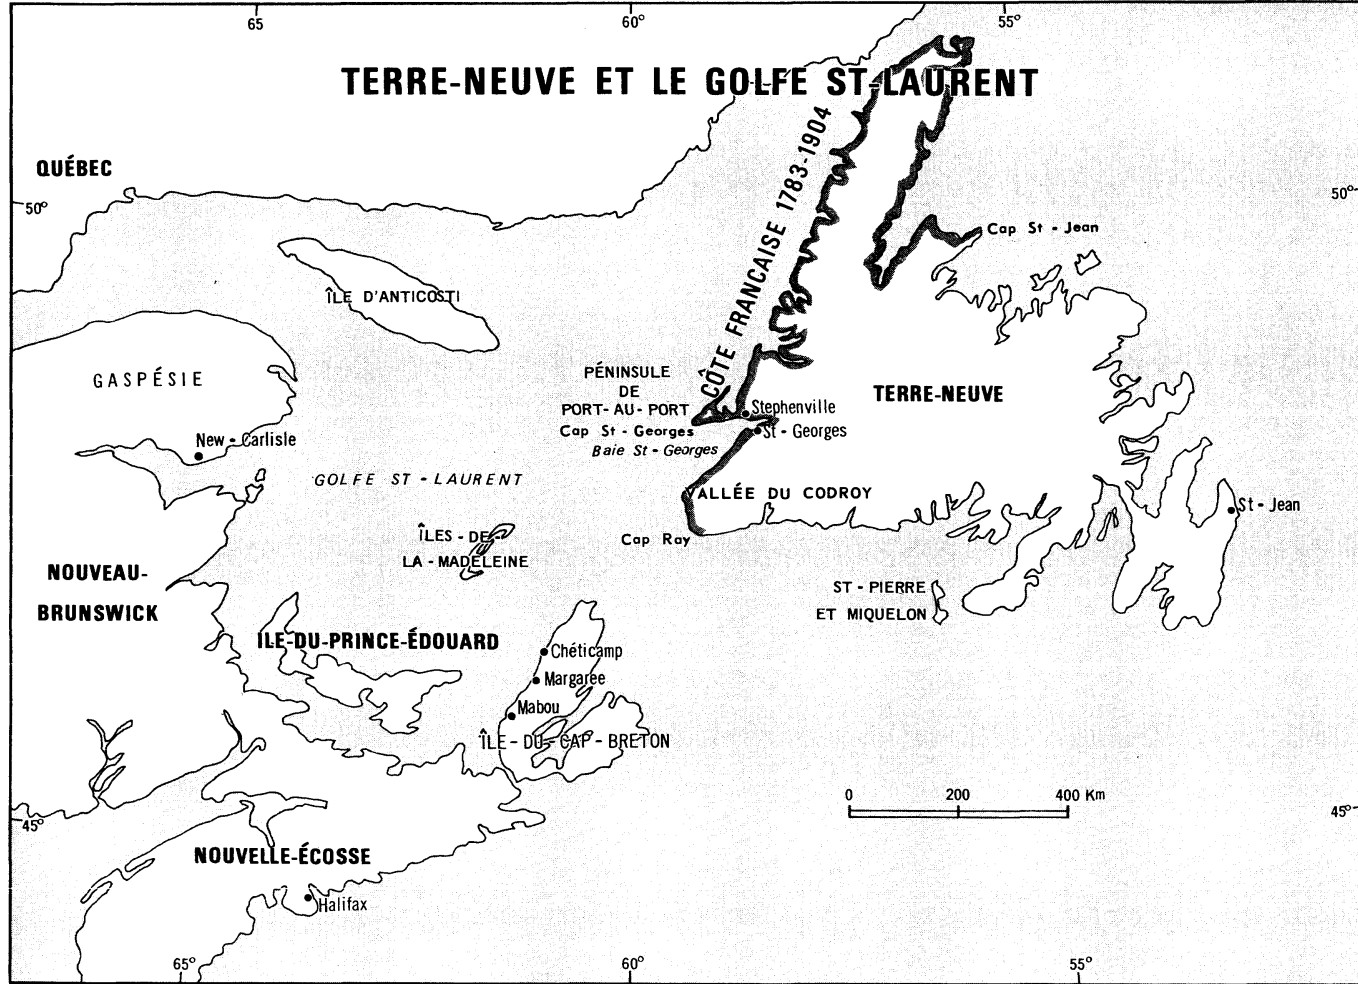 65
60°
55°
TERRE-NEUVE ET LE GOLFE ST-LAURENT
QUÉBEC
50°
50°
CÔTE FRANCAISE 1783-1904
Cap St-Jean
ÎLE D'ANTICOSTI
GASPÉSIE
PÉNINSULE
DE
PORT-AU-PORT
Cap St-Georges
Baie St-Georges
TERRE-NEUVE
Stephenville
St-Georges
New-Carlisle
GOLFE ST-LAURENT
VALLÉE DU CODROY
St-Jean
Cap Ray
ÎLES-DE
LA-MADELEINE
NOUVEAU-
BRUNSWICK
ST-PIERRE
ET MIQUELON
ILE-DU-PRINCE-ÉDOUARD
Chéticamp
Margaree
Mabou
ÎLE-DU-CAP-BRETON
0 200 400 Km
45°
45°
NOUVELLE-ÉCOSSE
Halifax
65°
60°
55°